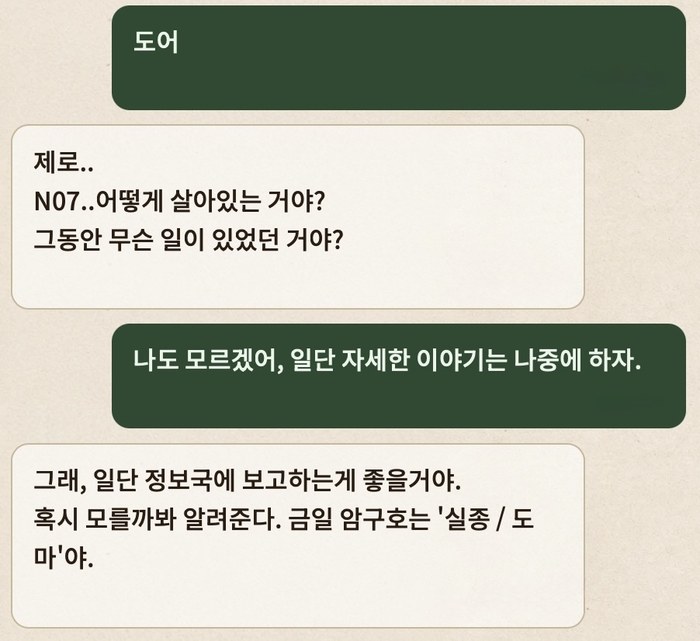 도어
제로..
N07..어떻게 살아있는 거야?
그동안 무슨 일이 있었던 거야?
나도 모르겠어, 일단 자세한 이야기는 나중에 하자.
그래, 일단 정보국에 보고하는게 좋을거야.
혹시 모를까봐 알려준다. 금일 암구호는 '실종 / 도
마'야.